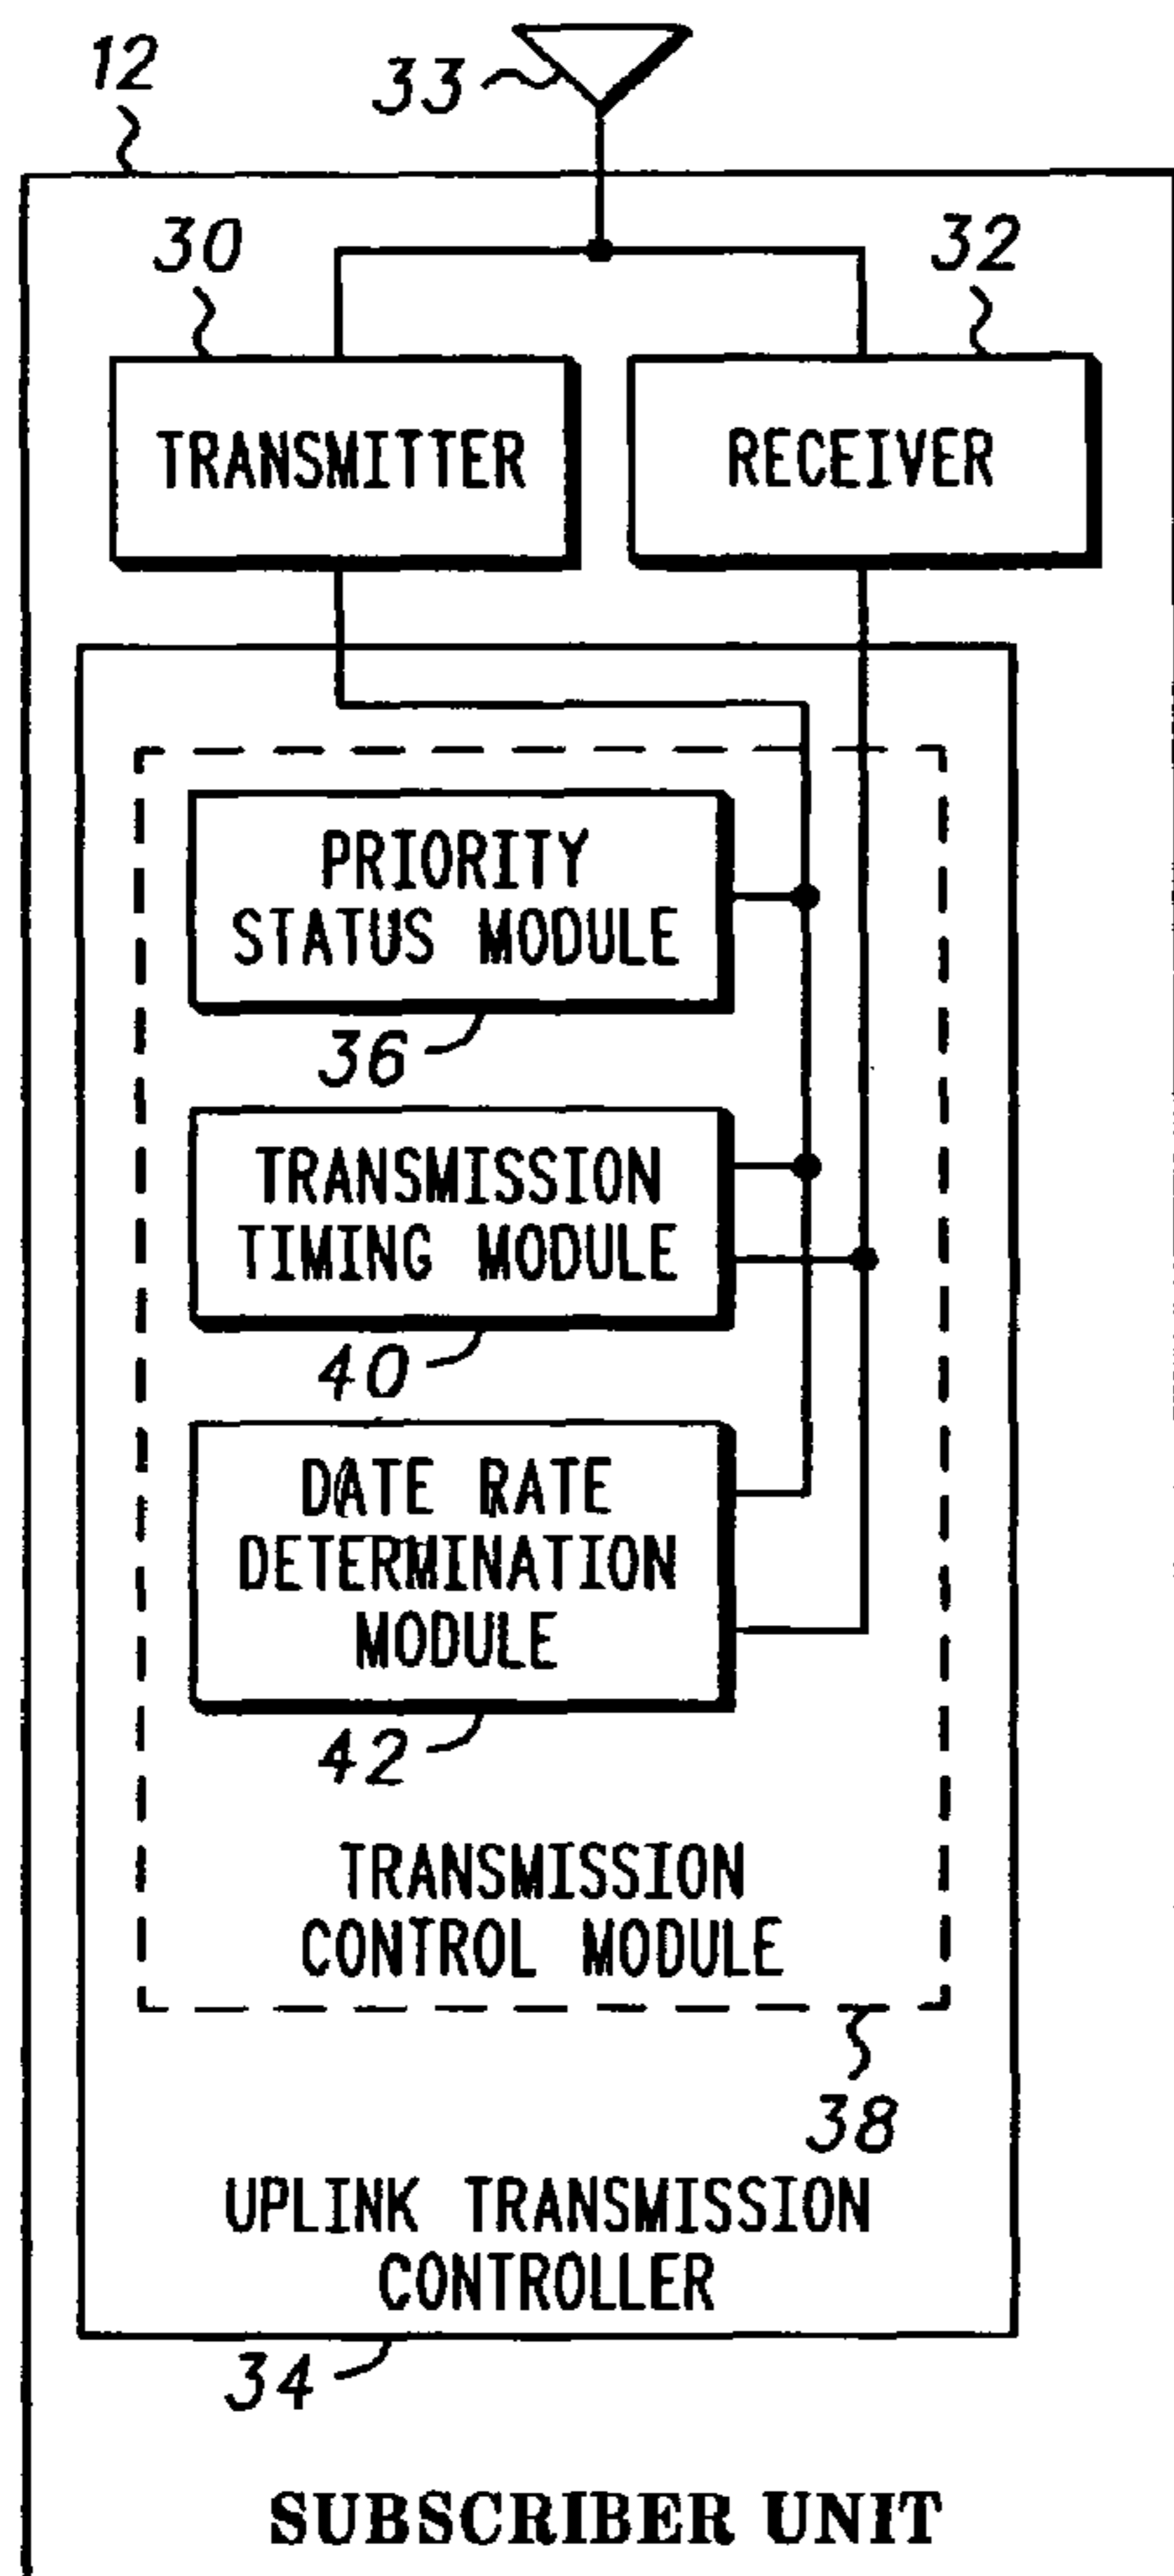 12
33
30
32
TRANSMITTER
RECEIVER
PRIORITY
STATUS MODULE
36
TRANSMISSION
TIMING MODULE
40
DATE RATE
DETERMINATION
MODULE
42
TRANSMISSION
CONTROL MODULE
38
UPLINK TRANSMISSION
CONTROLLER
34
SUBSCRIBER UNIT